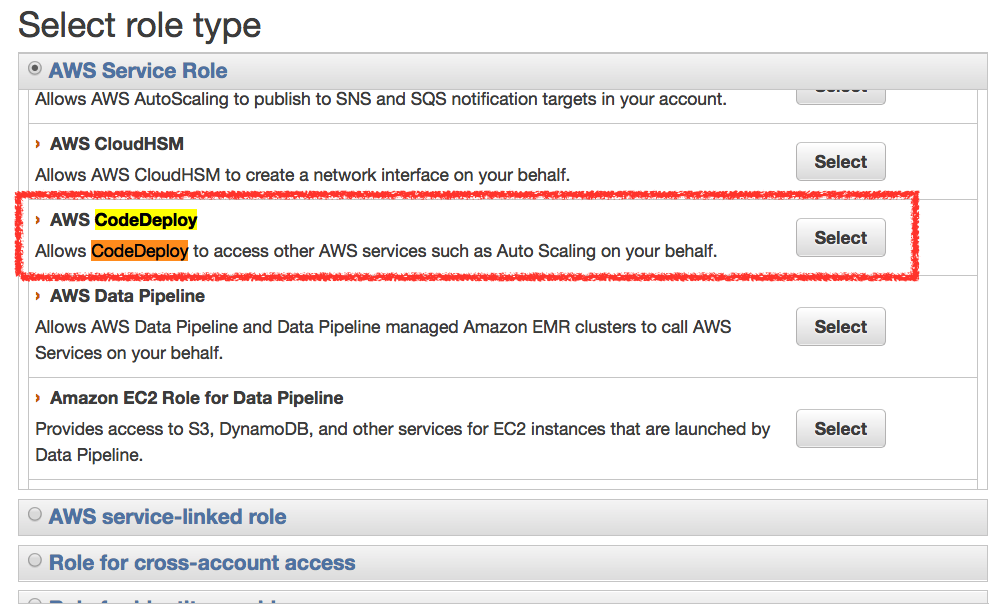 Select role type
AWS Service Role
Allows AWS AutoScaling to publish to SNS and SQS notification targets in your account.
Select
AWS CloudHSM
Allows AWS CloudHSM to create a network interface on your behalf.
Select
AWS CodeDeploy
Allows CodeDeploy to access other AWS services such as Auto Scaling on your behalf.
Select
AWS Data Pipeline
Allows AWS Data Pipeline and Data Pipeline managed Amazon EMR clusters to call AWS
Services on your behalf.
Select
Amazon EC2 Role for Data Pipeline
Provides access to S3, DynamoDB, and other services for EC2 instances that are launched by
Data Pipeline.
Select
AWS service-linked role
Role for cross-account access